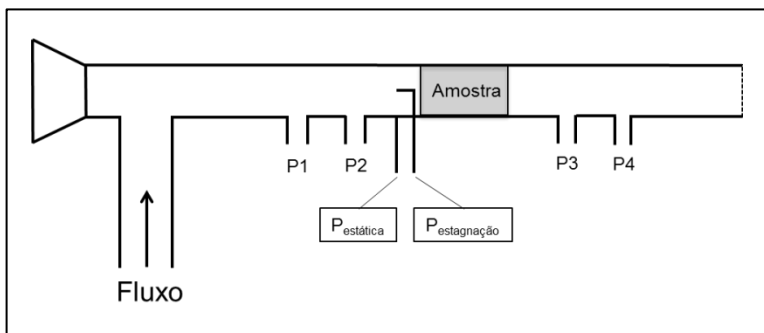 Amostra
P1
P2
P3
P4
Pestática
Pestagnação
Fluxo